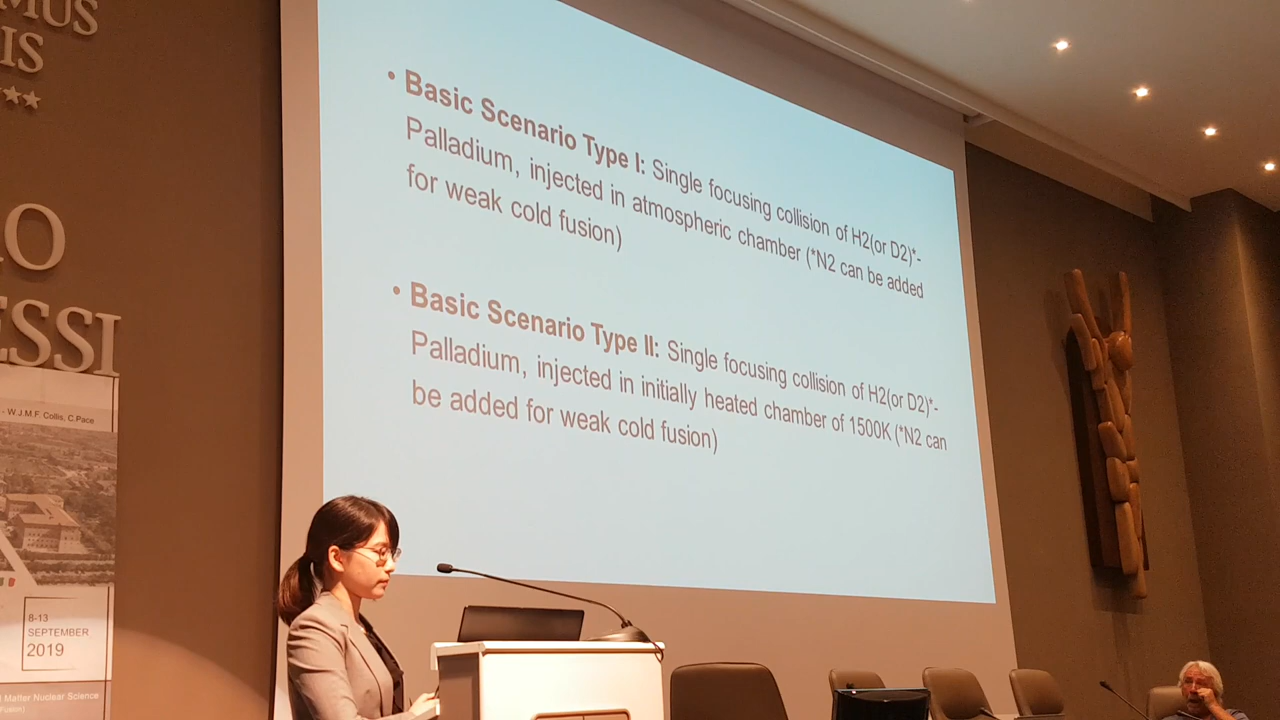 MUS
IS
★★
IO
ESSI
- W.J.M.F. Collis, C.Pace
8-13
SEPTEMBER
2019
Matter Nuclear Science
Fusion)
• Basic Scenario Type I: Single focusing collision of H2(or D2)*-
Palladium, injected in atmospheric chamber (*N2 can be added
for weak cold fusion)
• Basic Scenario Type II: Single focusing collision of H2(or D2)*-
Palladium, injected in initially heated chamber of 1500K (*N2 can
be added for weak cold fusion)